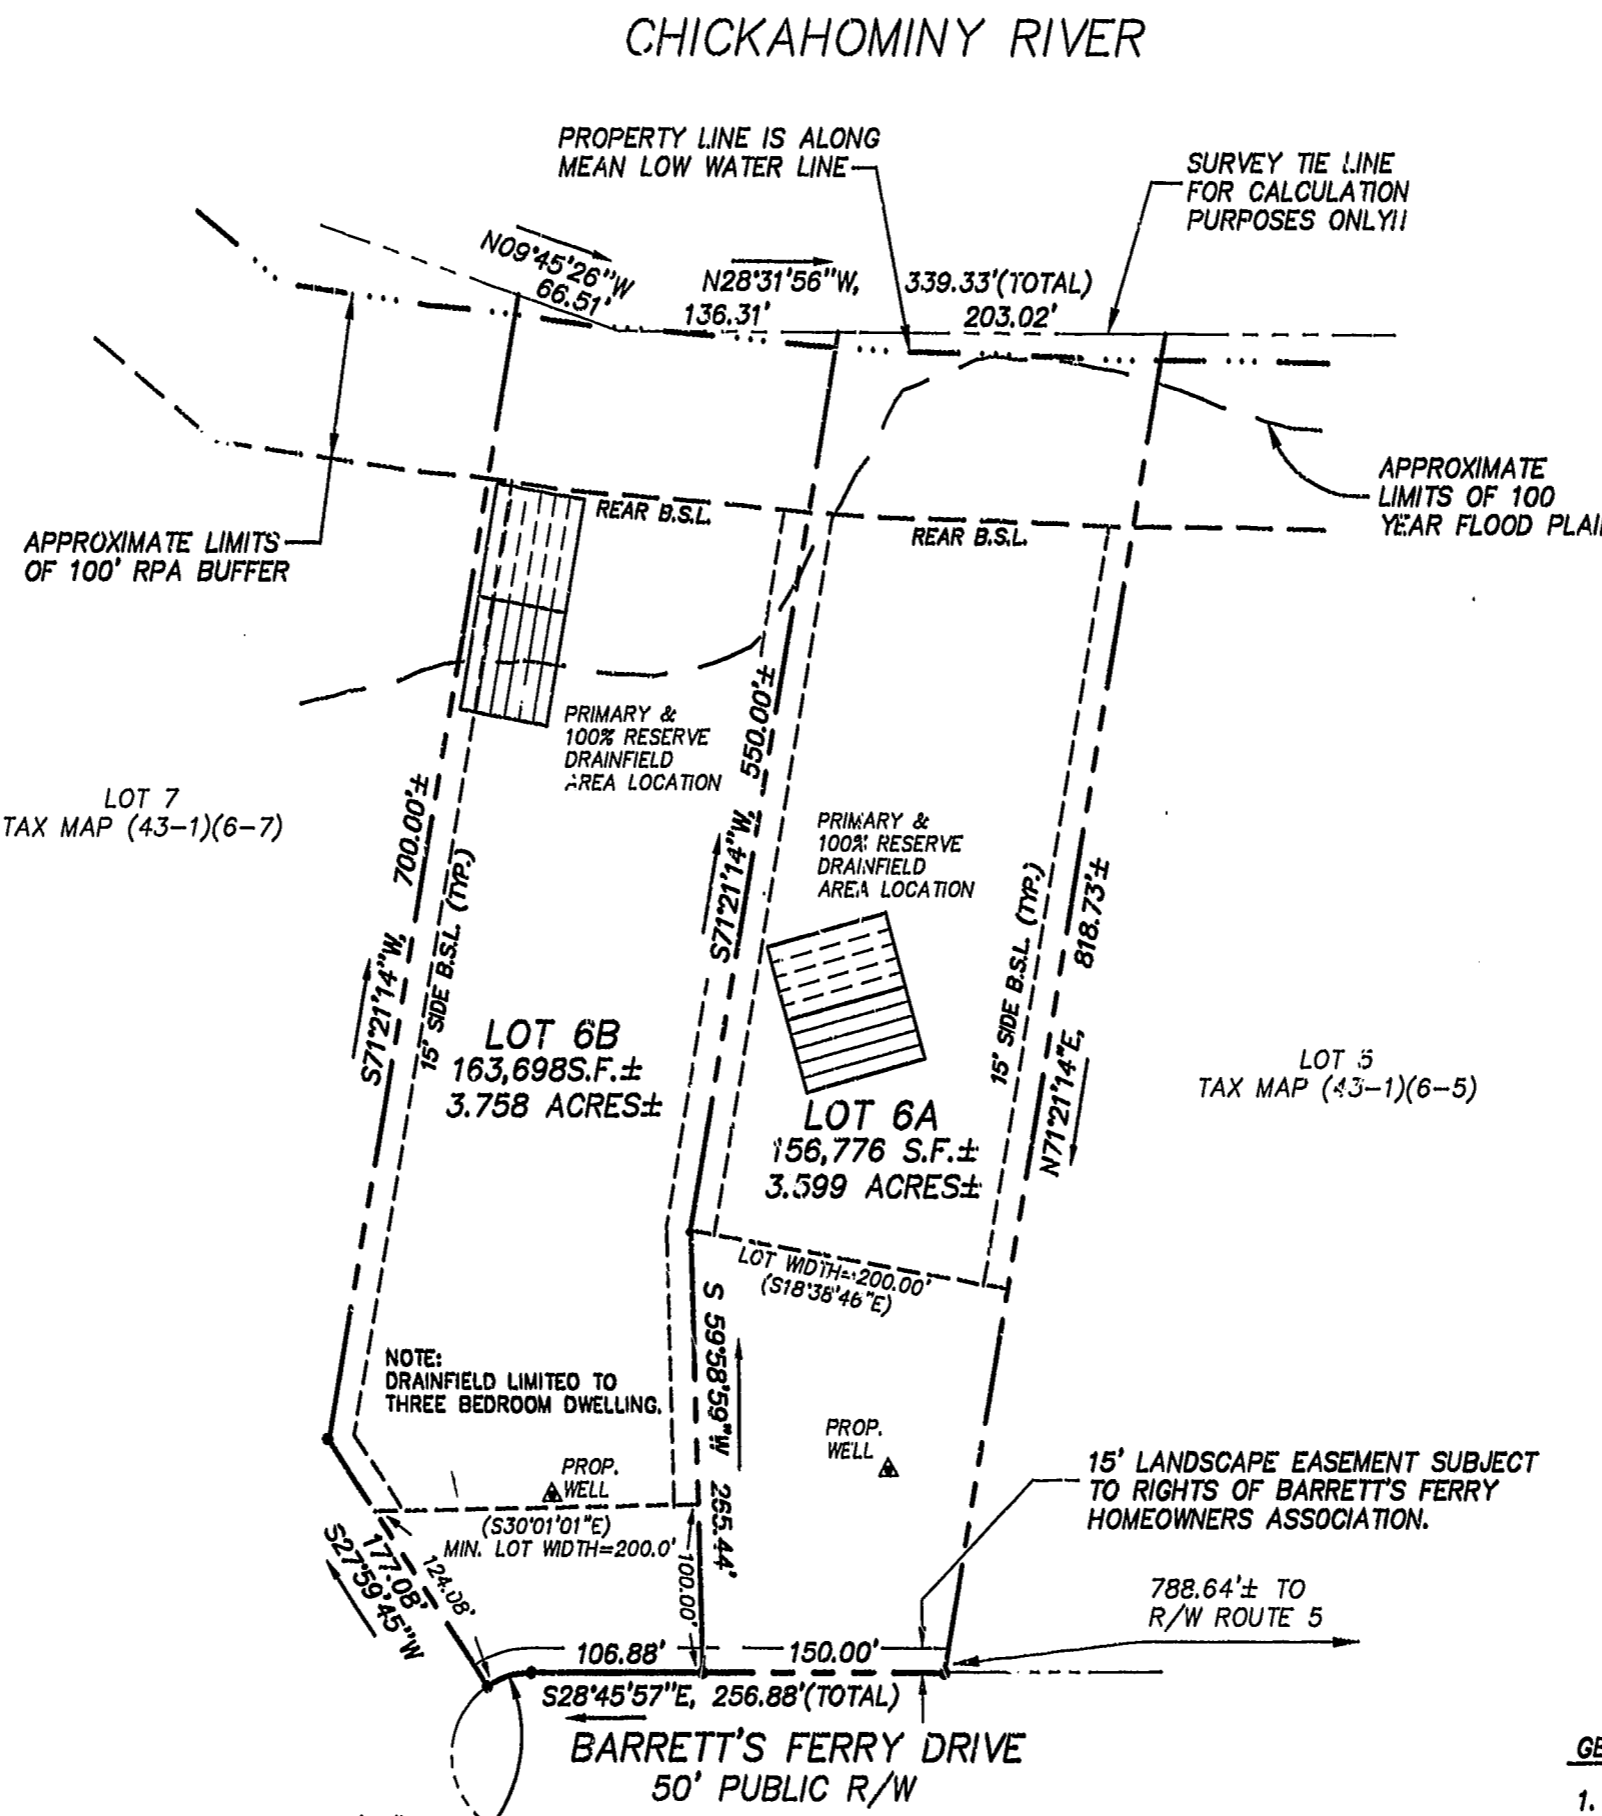 CHICKAHOMINY RIVER
PROPERTY LINE IS ALONG
MEAN LOW WATER LINE
SURVEY TIE LINE
FOR CALCULATION
PURPOSES ONLY!!
N09°45'26"W
66.51'
N28°31'56"W,
339.33'(TOTAL)
136.31'
203.02'
APPROXIMATE
LIMITS OF 100
YEAR FLOOD PLAI
REAR B.S.L.
REAR B.S.L.
APPROXIMATE LIMITS
OF 100' RPA BUFFER
PRIMARY &
100% RESERVE
DRAINFIELD
AREA LOCATION
LOT 7
TAX MAP (43-1)(6-7)
S71°21'14"W, 700.00'±
15' SIDE B.S.L. (TYP.)
S71°21'14"W, 550.00'±
PRIMARY &
100% RESERVE
DRAINFIELD
AREA LOCATION
15' SIDE B.S.L. (TYP.)
N71°21'14"E, 818.73'±
LOT 6B
163,698S.F.±
3.758 ACRES±
LOT 6A
156,776 S.F.±
3.599 ACRES±
LOT 5
TAX MAP (43-1)(6-5)
LOT WIDTH=200.00'
(S18°38'46"E)
S 59°58'59"W 265.44'
NOTE:
DRAINFIELD LIMITED TO
THREE BEDROOM DWELLING.
PROP.
WELL
PROP.
WELL
(S30°01'01"E)
MIN. LOT WIDTH=200.0'
100.00'
124.08'
177.08'
S27°59'45"W
15' LANDSCAPE EASEMENT SUBJECT
TO RIGHTS OF BARRETT'S FERRY
HOMEOWNERS ASSOCIATION.
788.64'± TO
R/W ROUTE 5
106.88'
150.00'
S28°45'57"E, 256.88'(TOTAL)
BARRETT'S FERRY DRIVE
50' PUBLIC R/W
GE
1.